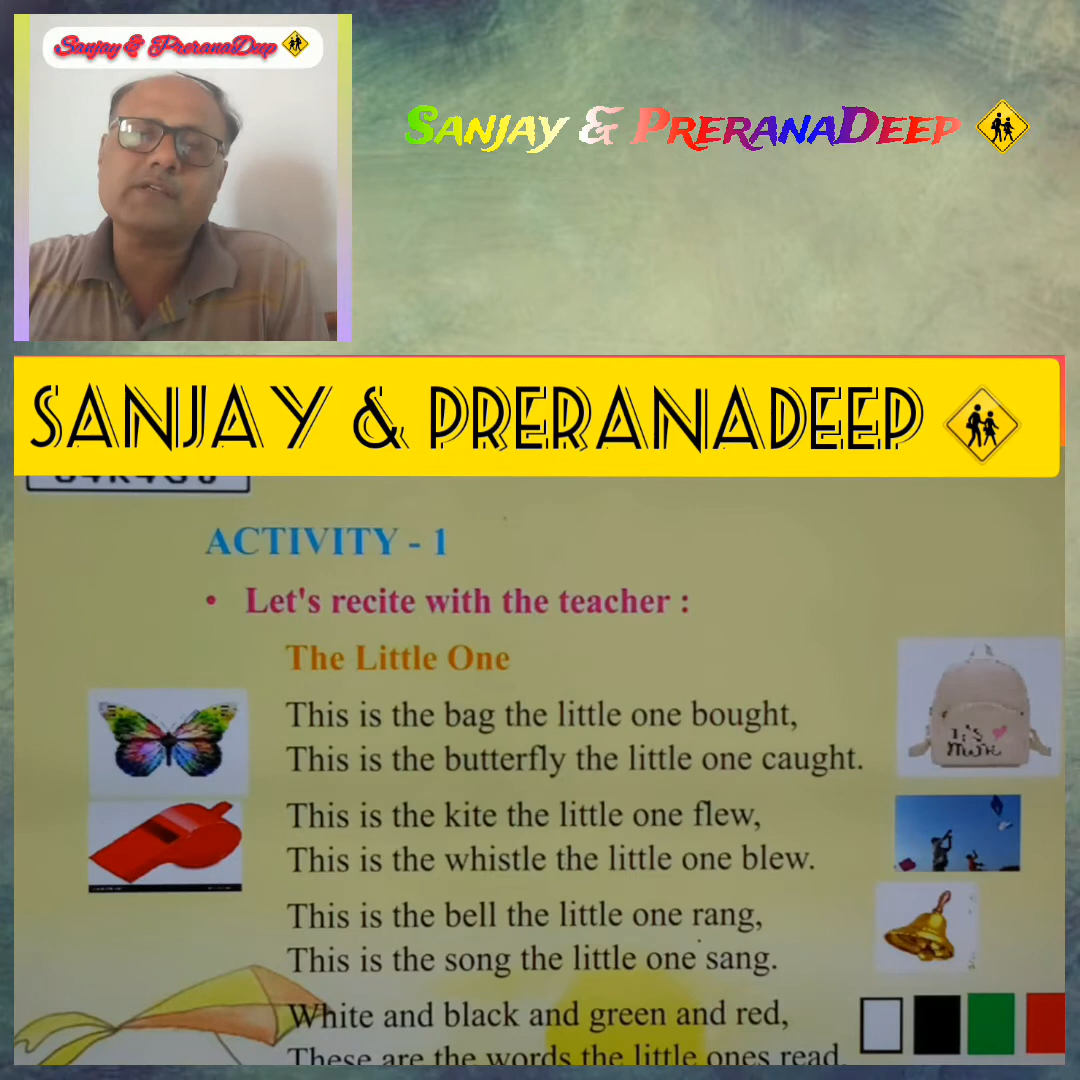 Sanjay & PreranaDeep
SANJAY & PRERANADEEP
SANJAY & PRERANADEEP
ACTIVITY - 1
• Let's recite with the teacher :
The Little One
This is the bag the little one bought,
This is the butterfly the little one caught.
This is the kite the little one flew,
This is the whistle the little one blew.
This is the bell the little one rang,
This is the song the little one sang.
White and black and green and red,
These are the words the little ones read.
IT'S
MINE